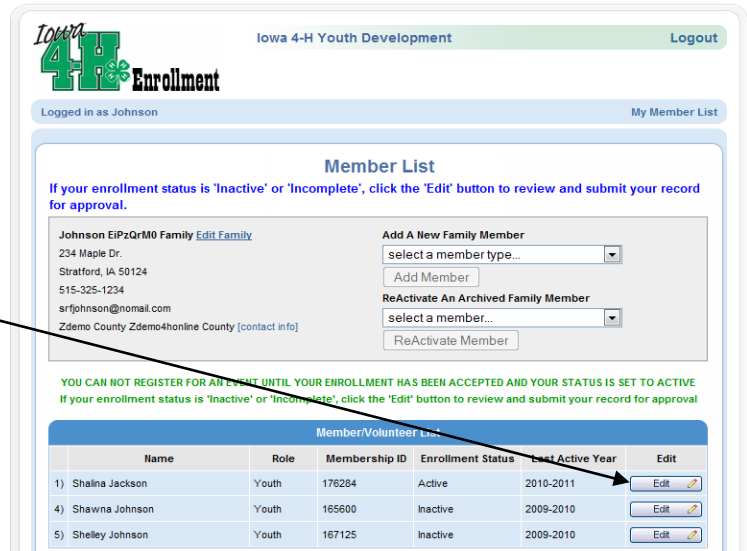 Iowa
4-H
Enrollment
Iowa 4-H Youth Development
Logout
Logged in as Johnson
My Member List
Member List
If your enrollment status is 'Inactive' or 'Incomplete', click the 'Edit' button to review and submit your record
for approval.
Johnson EiPzQrM0 Family Edit Family
234 Maple Dr.
Stratford, IA 50124
515-325-1234
srfjohnson@nomail.com
Zdemo County Zdemo4honline County [contact info]
Add A New Family Member
select a member type...
Add Member
ReActivate An Archived Family Member
select a member...
ReActivate Member
YOU CAN NOT REGISTER FOR AN EVENT UNTIL YOUR ENROLLMENT HAS BEEN ACCEPTED AND YOUR STATUS IS SET TO ACTIVE
If your enrollment status is 'Inactive' or 'Incomplete', click the 'Edit' button to review and submit your record for approval
Member/Volunteer List
Name Role Membership ID Enrollment Status Last Active Year Edit
1) Shalina Jackson Youth 176284 Active 2010-2011 Edit
4) Shawna Johnson Youth 165600 Inactive 2009-2010 Edit
5) Shelley Johnson Youth 167125 Inactive 2009-2010 Edit